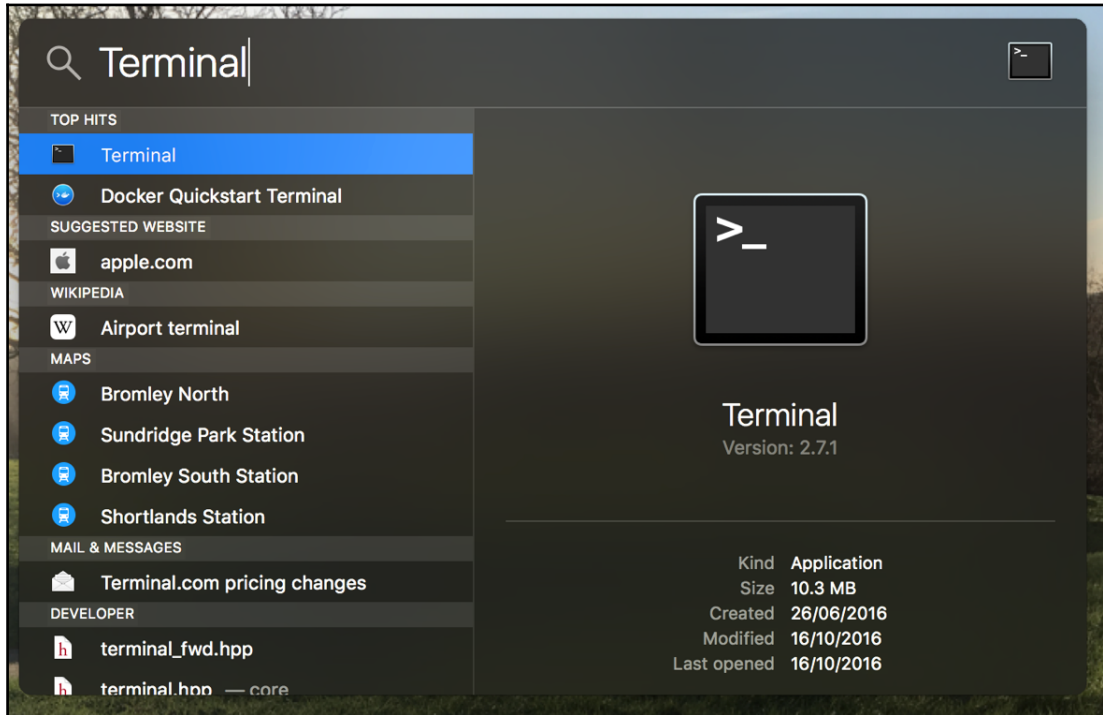 Terminal
TOP HITS
Terminal
Docker Quickstart Terminal
SUGGESTED WEBSITE
apple.com
WIKIPEDIA
W Airport terminal
MAPS
Bromley North
Sundridge Park Station
Bromley South Station
Shortlands Station
MAIL & MESSAGES
Terminal.com pricing changes
DEVELOPER
h terminal_fwd.hpp
h terminal.hpp — core
>_
Terminal
Version: 2.7.1
Kind Application
Size 10.3 MB
Created 26/06/2016
Modified 16/10/2016
Last opened 16/10/2016